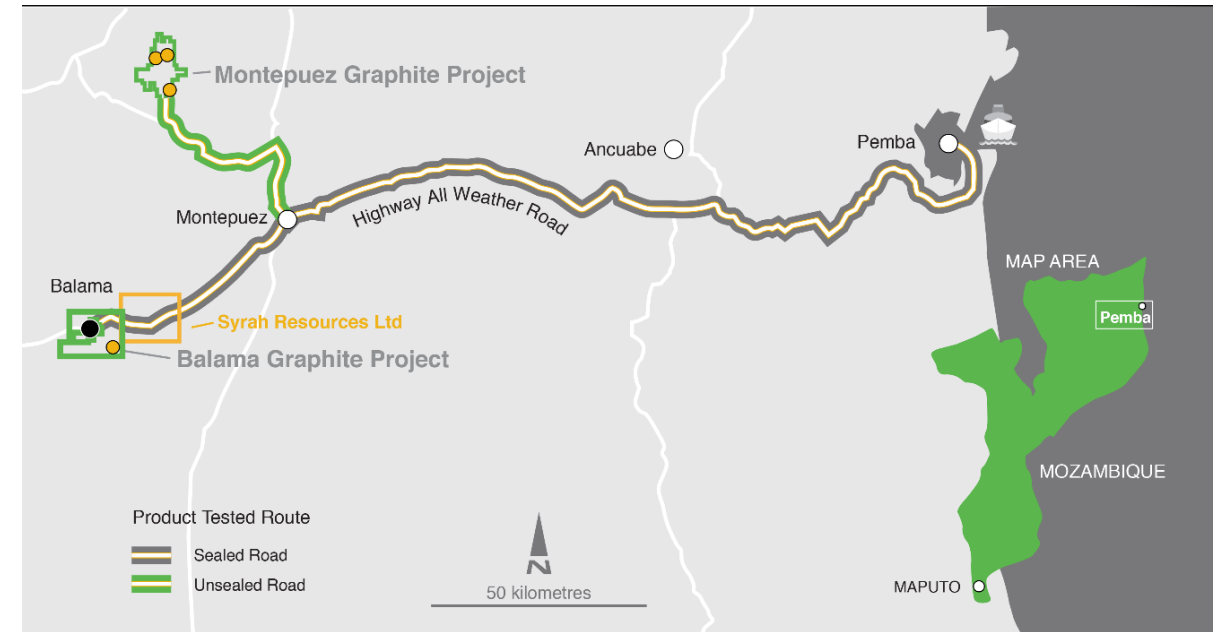 Montepuez Graphite Project
Ancuabe
Pemba
Montepuez
Highway All Weather Road
MAP AREA
Balama
Pemba
Syrah Resources Ltd
Balama Graphite Project
MOZAMBIQUE
Product Tested Route
Sealed Road
Unsealed Road
N
50 kilometres
MAPUTO